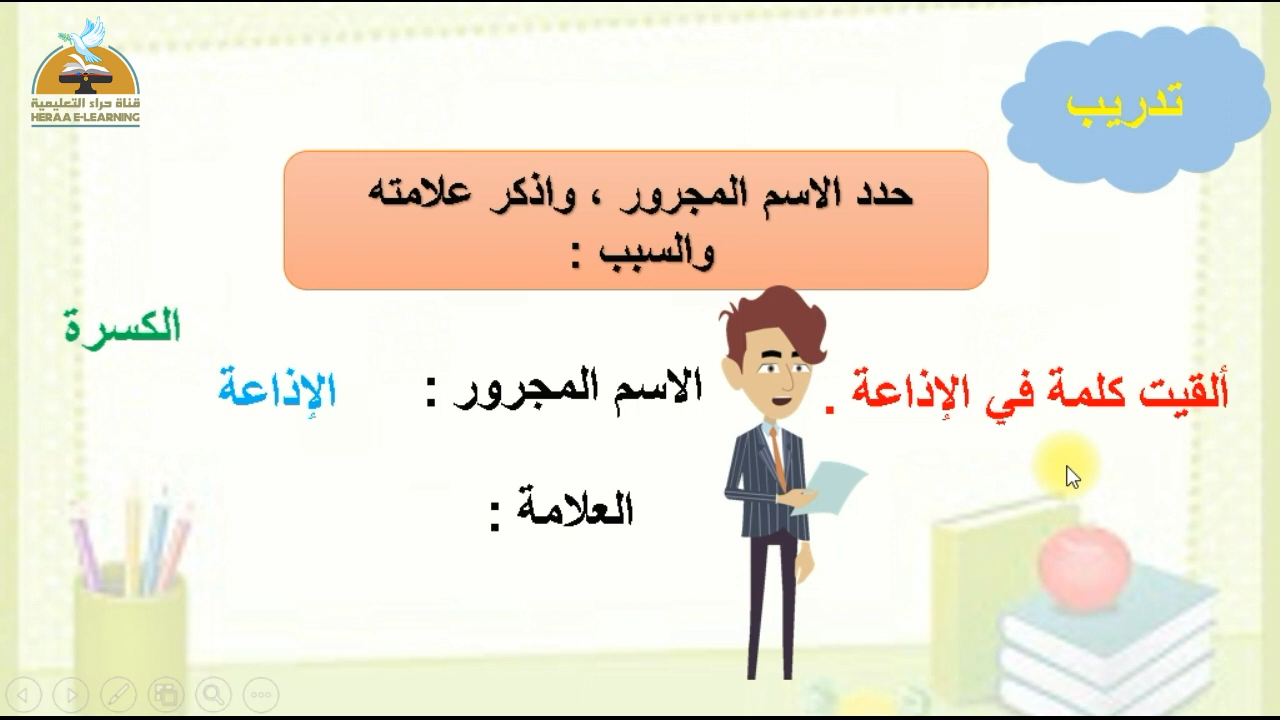 قناة حراء التعليمية
HERAA E-LEARNING
تدريب
حدد الاسم المجرور ، واذكر علامته
والسبب :
ألقيت كلمة في الإذاعة .
الاسم المجرور :
الإذاعة
الكسرة
العلامة :